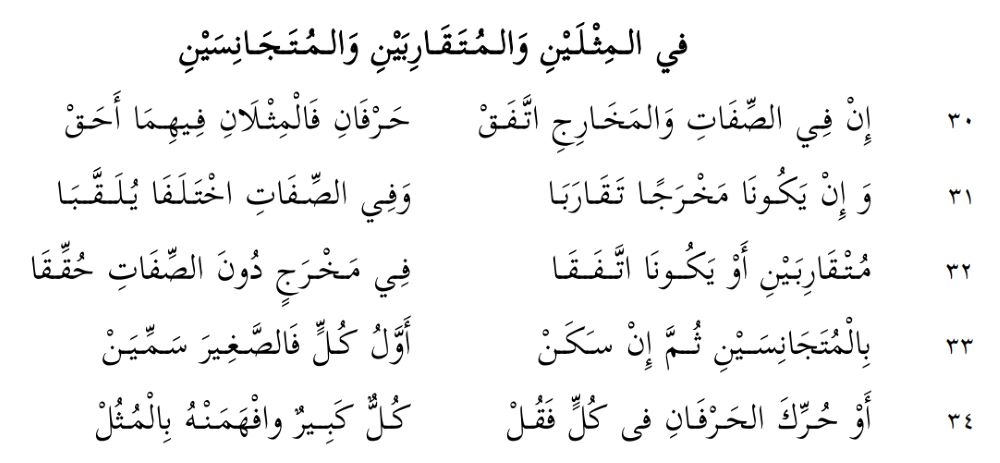 في الـمِثْلَيْنِ وَالـمُتَقَارِبَيْنِ وَالـمُتَجَانِسَيْنِ
٣٠ إِنْ فِي الصِّفَاتِ وَالمَخَارِجِ اتَّفَقْ حَرْفَانِ فَالْمِثْلَانِ فِيهِمَا أَحَقْ
٣١ وَ إِنْ يَكُونَا مَخْرَجًا تَقَارَبَا وَفِي الصِّفَاتِ اخْتَلَفَا يُلَقَّبَا
٣٢ مُتْقَارِبَيْنِ أَوْ يَكُونَا اتَّفَقَا فِي مَخْرَجٍ دُونَ الصِّفَاتِ حُقِّقَا
٣٣ بِالْمُتَجَانِسَيْنِ ثُمَّ إِنْ سَكَنْ أَوَّلُ كُلٍّ فَالصَّغِيرَ سَمِّيَنْ
٣٤ أَوْ حُرِّكَ الحَرْفَانِ فى كُلٍّ فَقُلْ كُلٌّ كَبِيرٌ وافْهَمَنْهُ بِالْمُثُلْ